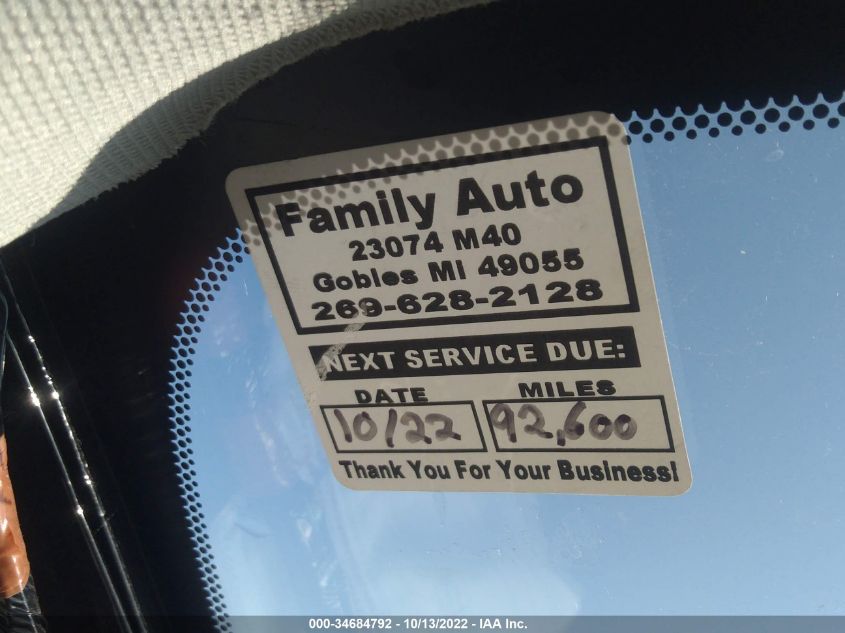 Family Auto
23074 M40
Gobles MI 49055
269-628-2128
NEXT SERVICE DUE:
DATE MILES
10/22 92,600
Thank You For Your Business!
000-34684792 - 10/13/2022 - IAA Inc.